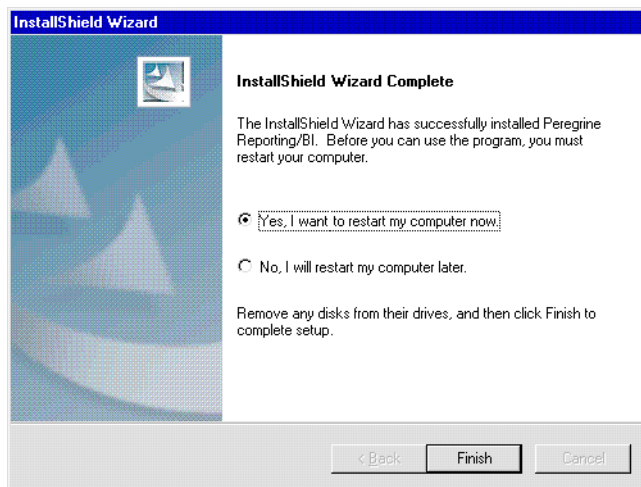 InstallShield Wizard
InstallShield Wizard Complete
The InstallShield Wizard has successfully installed Peregrine
Reporting/BI. Before you can use the program, you must
restart your computer.
Yes, I want to restart my computer now.
No, I will restart my computer later.
Remove any disks from their drives, and then click Finish to
complete setup.
< Back
Finish
Cancel